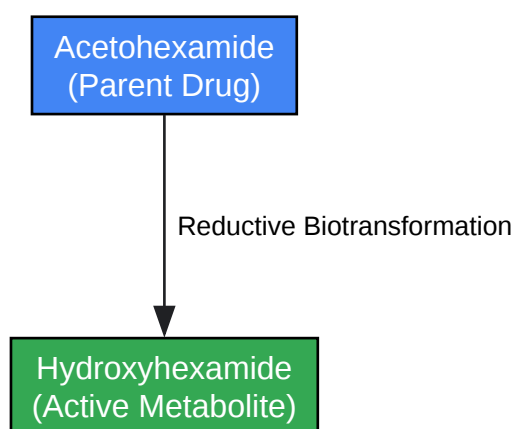 Acetohexamide
(Parent Drug)
Reductive Biotransformation
Hydroxyhexamide
(Active Metabolite)